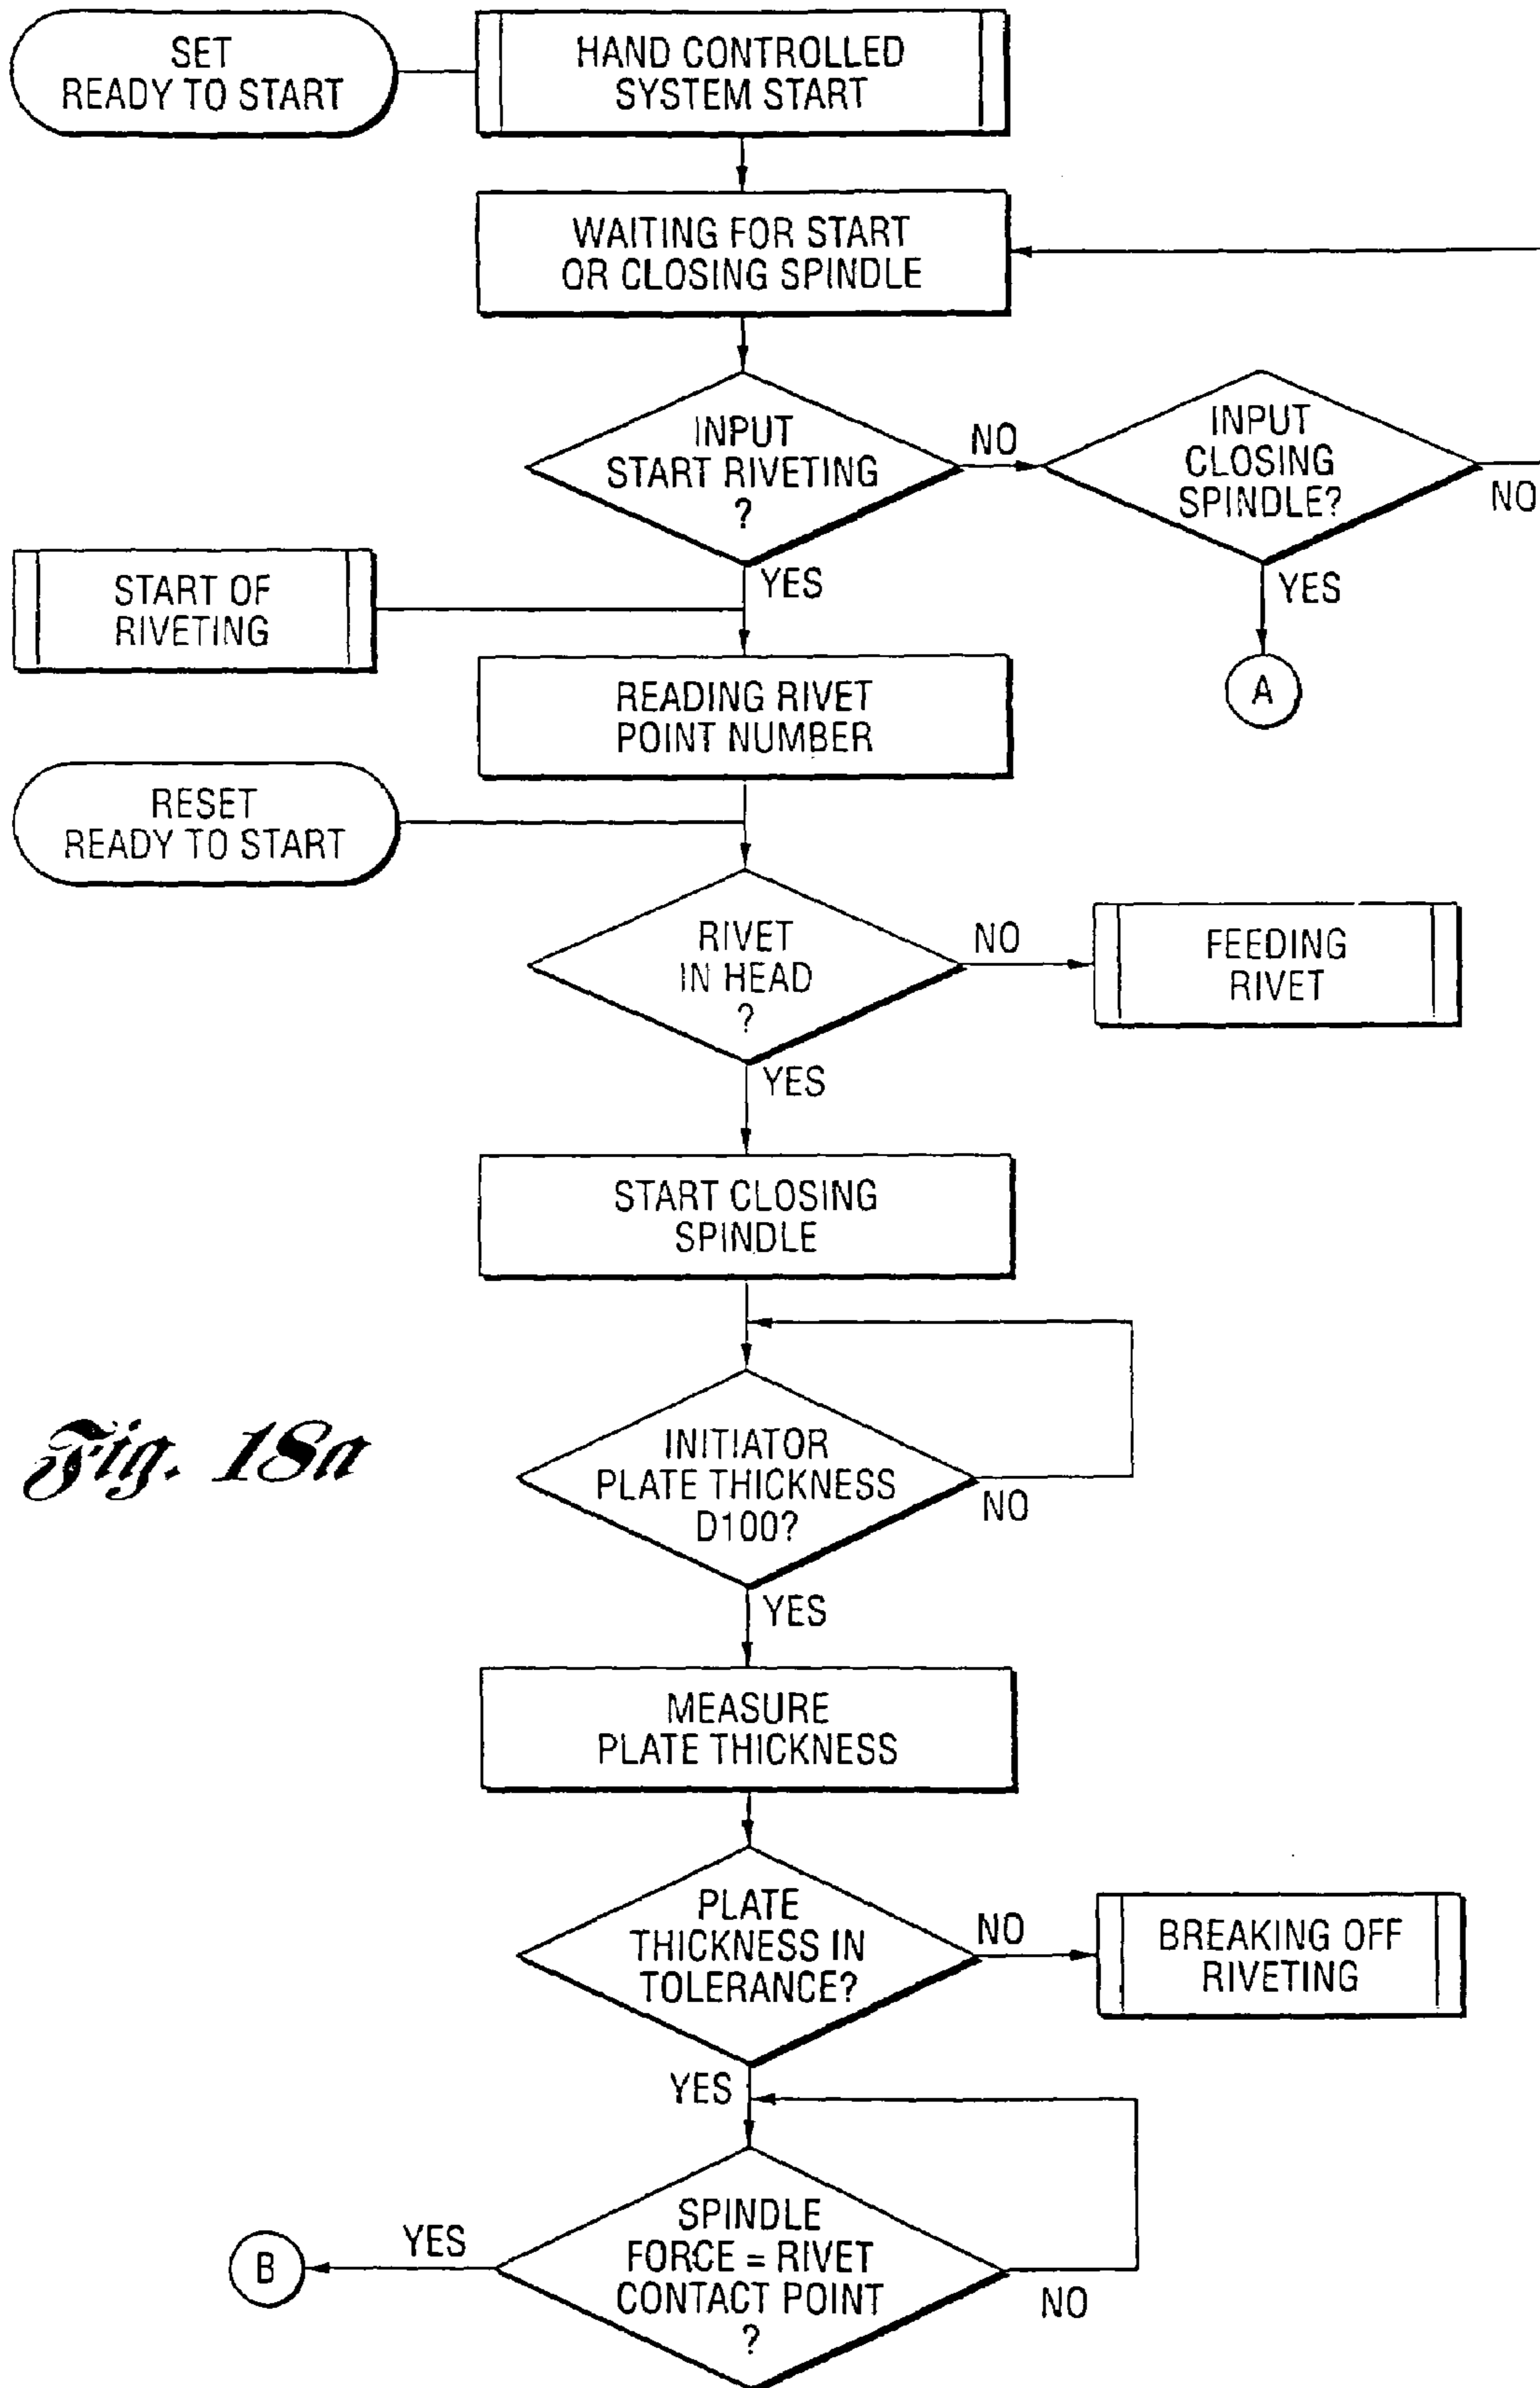 SET
READY TO START
HAND CONTROLLED
SYSTEM START
WAITING FOR START
OR CLOSING SPINDLE
INPUT
START RIVETING
?
NO
INPUT
CLOSING
SPINDLE?
NO
YES
YES
START OF
RIVETING
A
READING RIVET
POINT NUMBER
RESET
READY TO START
RIVET
IN HEAD
?
NO
FEEDING
RIVET
YES
START CLOSING
SPINDLE
Fig. 18a
INITIATOR
PLATE THICKNESS
D100?
NO
YES
MEASURE
PLATE THICKNESS
PLATE
THICKNESS IN
TOLERANCE?
NO
BREAKING OFF
RIVETING
YES
SPINDLE
FORCE = RIVET
CONTACT POINT
?
YES
B
NO